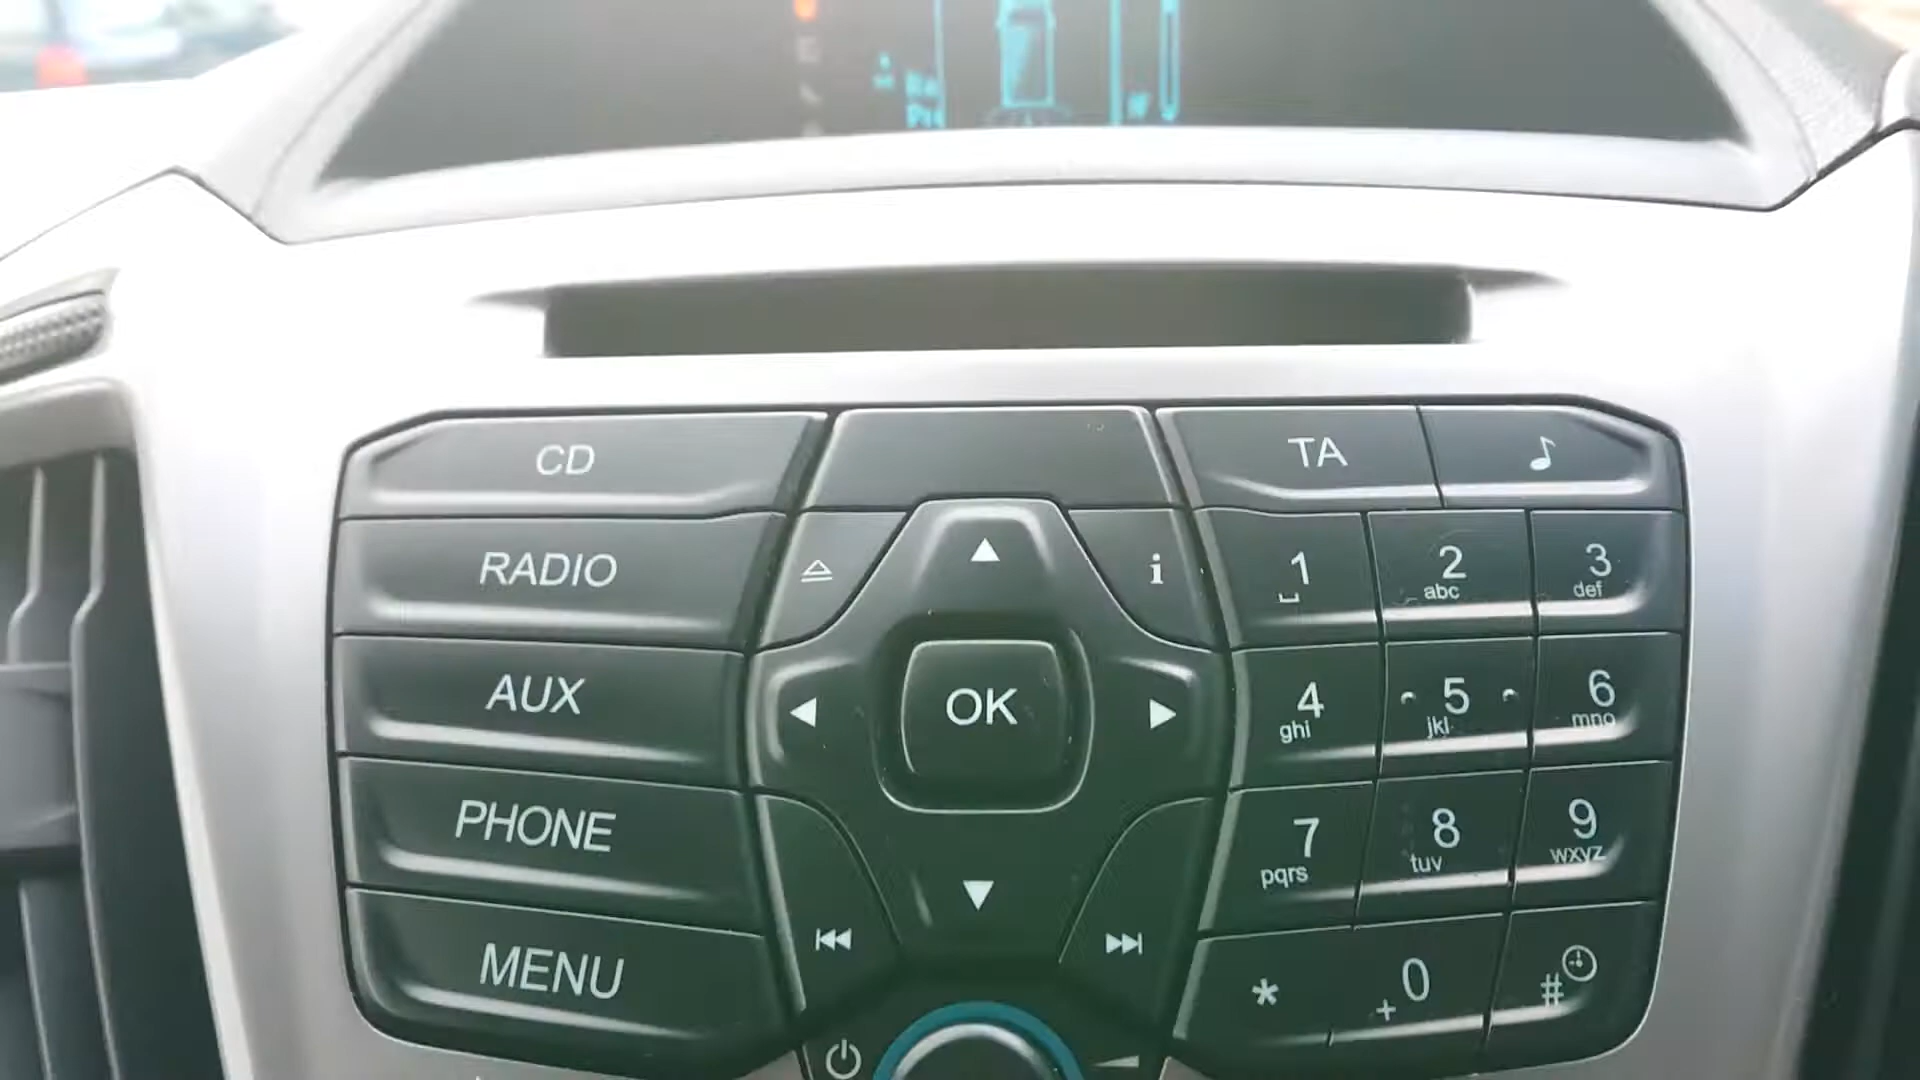 CD
TA
RADIO
i
1
2
abc
3
def
AUX
OK
4
ghi
5
jkl
6
mno
PHONE
7
pqrs
8
tuv
9
wxyz
MENU
*
0
+
#